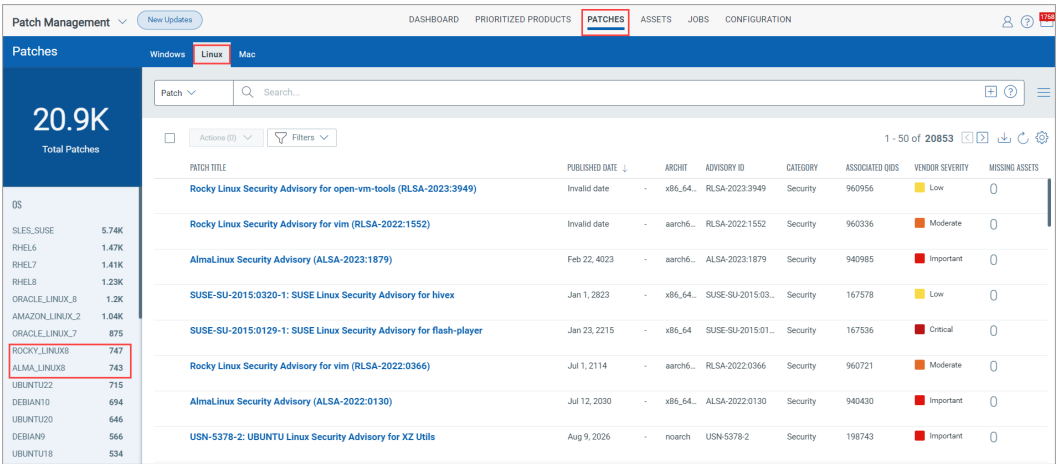 Patch Management New Updates DASHBOARD PRIORITIZED PRODUCTS PATCHES ASSETS JOBS CONFIGURATION 1768
Patches Windows Linux Mac
20.9K
Total Patches
Patch Search...
Actions (0) Filters 1 - 50 of 20853
PATCH TITLE PUBLISHED DATE ↓ ARCHIT ADVISORY ID CATEGORY ASSOCIATED QIDS VENDOR SEVERITY MISSING ASSETS
Rocky Linux Security Advisory for open-vm-tools (RLSA-2023:3949) Invalid date - x86_64... RLSA-2023:3949 Security 960956 Low 0
Rocky Linux Security Advisory for vim (RLSA-2022:1552) Invalid date - aarch6... RLSA-2022:1552 Security 960336 Moderate 0
AlmaLinux Security Advisory (ALSA-2023:1879) Feb 22, 4023 - aarch6... ALSA-2023:1879 Security 940985 Important 0
SUSE-SU-2015:0320-1: SUSE Linux Security Advisory for hivex Jan 1, 2823 - x86_64... SUSE-SU-2015:03... Security 167578 Low 0
SUSE-SU-2015:0129-1: SUSE Linux Security Advisory for flash-player Jan 23, 2215 - x86_64 SUSE-SU-2015:01... Security 167536 Critical 0
Rocky Linux Security Advisory for vim (RLSA-2022:0366) Jul 1, 2114 - aarch6... RLSA-2022:0366 Security 960721 Moderate 0
AlmaLinux Security Advisory (ALSA-2022:0130) Jul 12, 2030 - x86_64... ALSA-2022:0130 Security 940430 Important 0
USN-5378-2: UBUNTU Linux Security Advisory for XZ Utils Aug 9, 2026 - noarch USN-5378-2 Security 198743 Important 0
OS
SLES_SUSE 5.74K
RHEL6 1.47K
RHEL7 1.41K
RHEL8 1.23K
ORACLE_LINUX_8 1.2K
AMAZON_LINUX_2 1.04K
ORACLE_LINUX_7 875
ROCKY_LINUX8 747
ALMA_LINUX8 743
UBUNTU22 715
DEBIAN10 694
UBUNTU20 646
DEBIAN9 566
UBUNTU18 534